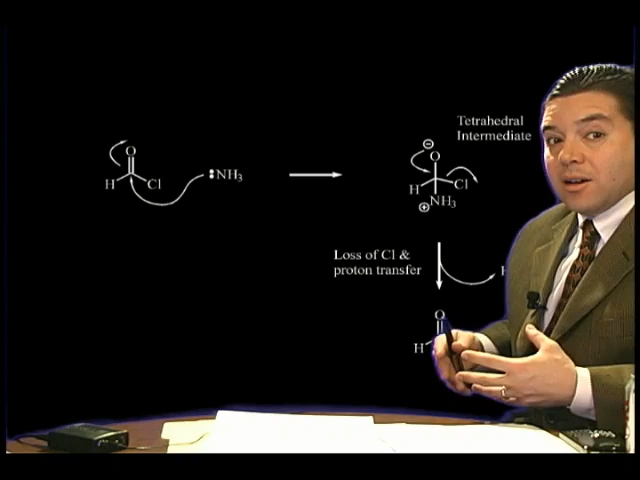 Tetrahedral
Intermediate
O
H
Cl
:NH3
⊖
O
H
Cl
NH3
⊕
Loss of Cl &
proton transfer
H
O
H